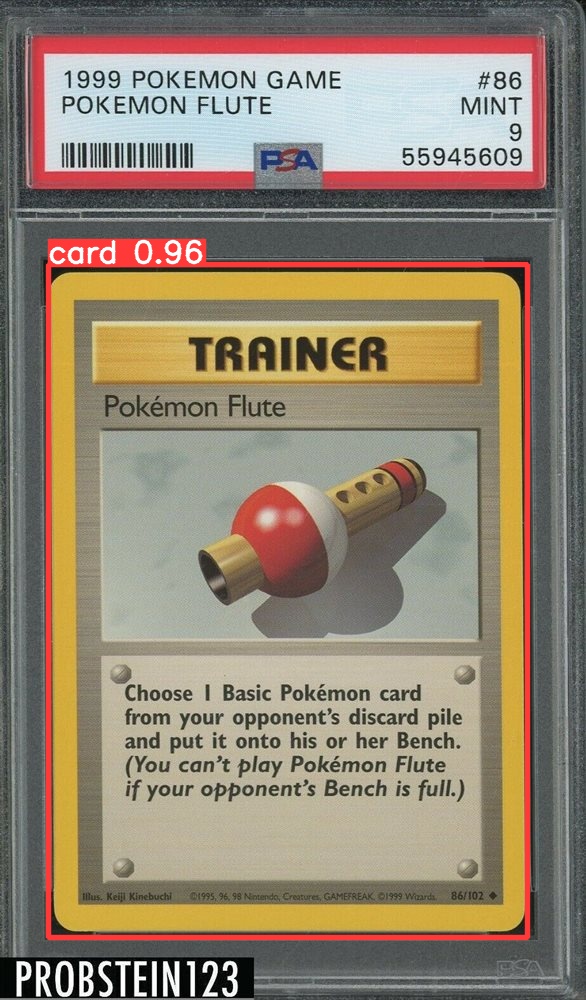 1999 POKEMON GAME #86
POKEMON FLUTE MINT
9
PSA 55945609
card 0.96
TRAINER
Pokémon Flute
Choose 1 Basic Pokémon card
from your opponent's discard pile
and put it onto his or her Bench.
(You can't play Pokémon Flute
if your opponent's Bench is full.)
Illus. Keiji Kinebuchi ©1995, 96, 98 Nintendo, Creatures, GAMEFREAK. ©1999 Wizards. 86/102
PSA
PROBSTEIN123